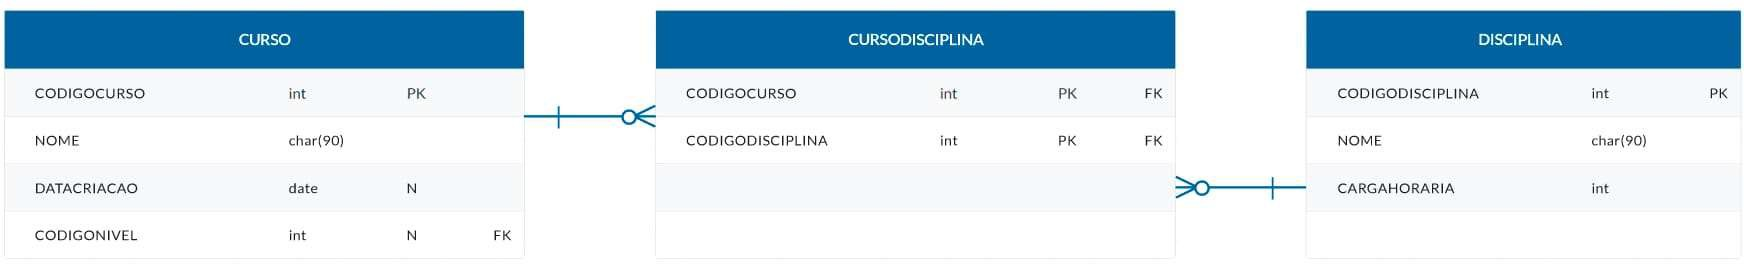 CURSO
CODIGOCURSO int PK
NOME char(90)
DATACRIACAO date N
CODIGONIVEL int N FK
CURSODISCIPLINA
CODIGOCURSO int PK FK
CODIGODISCIPLINA int PK FK
DISCIPLINA
CODIGODISCIPLINA int PK
NOME char(90)
CARGAHORARIA int